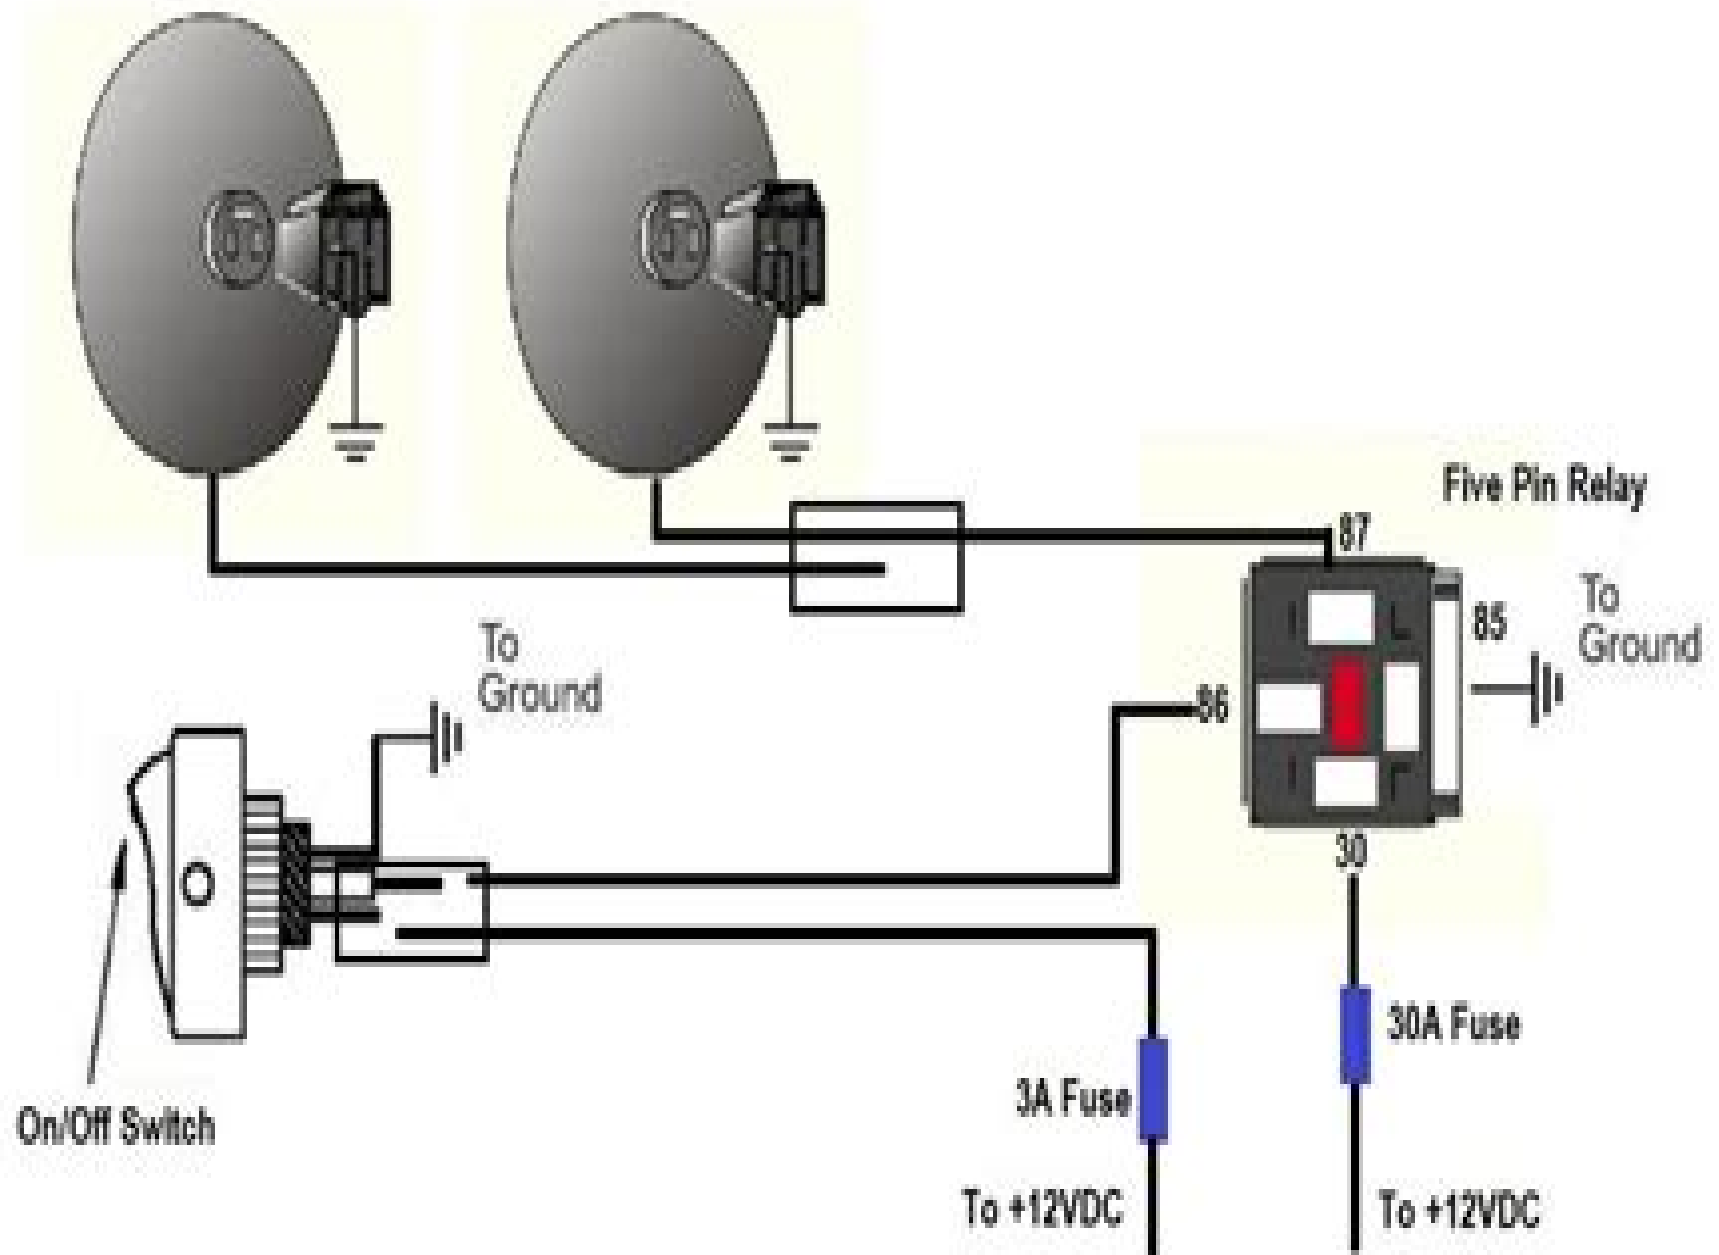 Five Pin Relay
87
To
Ground
85
To
Ground
86
30
30A Fuse
3A Fuse
On/Off Switch
To +12VDC
To +12VDC